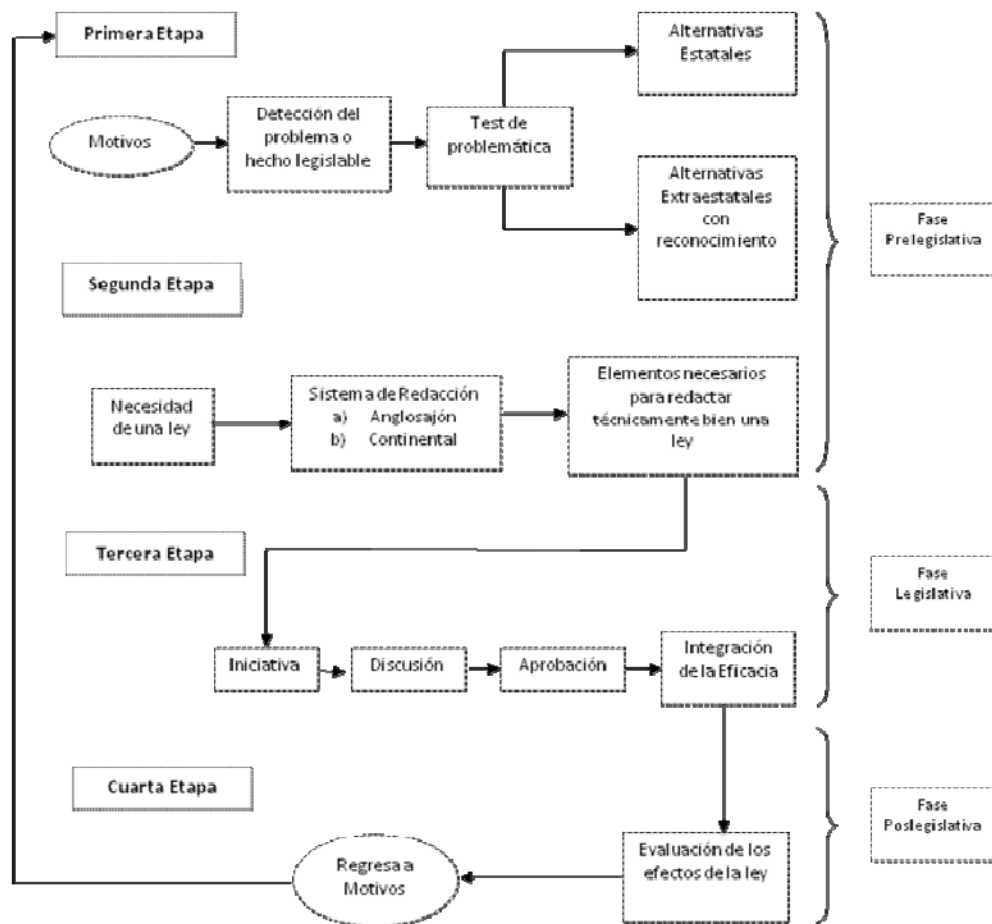 Primera Etapa
Alternativas
Estatales
Motivos
Detección del
problema o
hecho legislable
Test de
problemática
Alternativas
Extraestatales
con
reconocimiento
Fase
Prelegislativa
Segunda Etapa
Necesidad
de una ley
Sistema de Redacción
a) Anglosajón
b) Continental
Elementos necesarios
para redactar
técnicamente bien una
ley
Tercera Etapa
Fase
Legislativa
Iniciativa
Discusión
Aprobación
Integración
de la Eficacia
Cuarta Etapa
Fase
Poslegislativa
Regresa a
Motivos
Evaluación de los
efectos de la ley